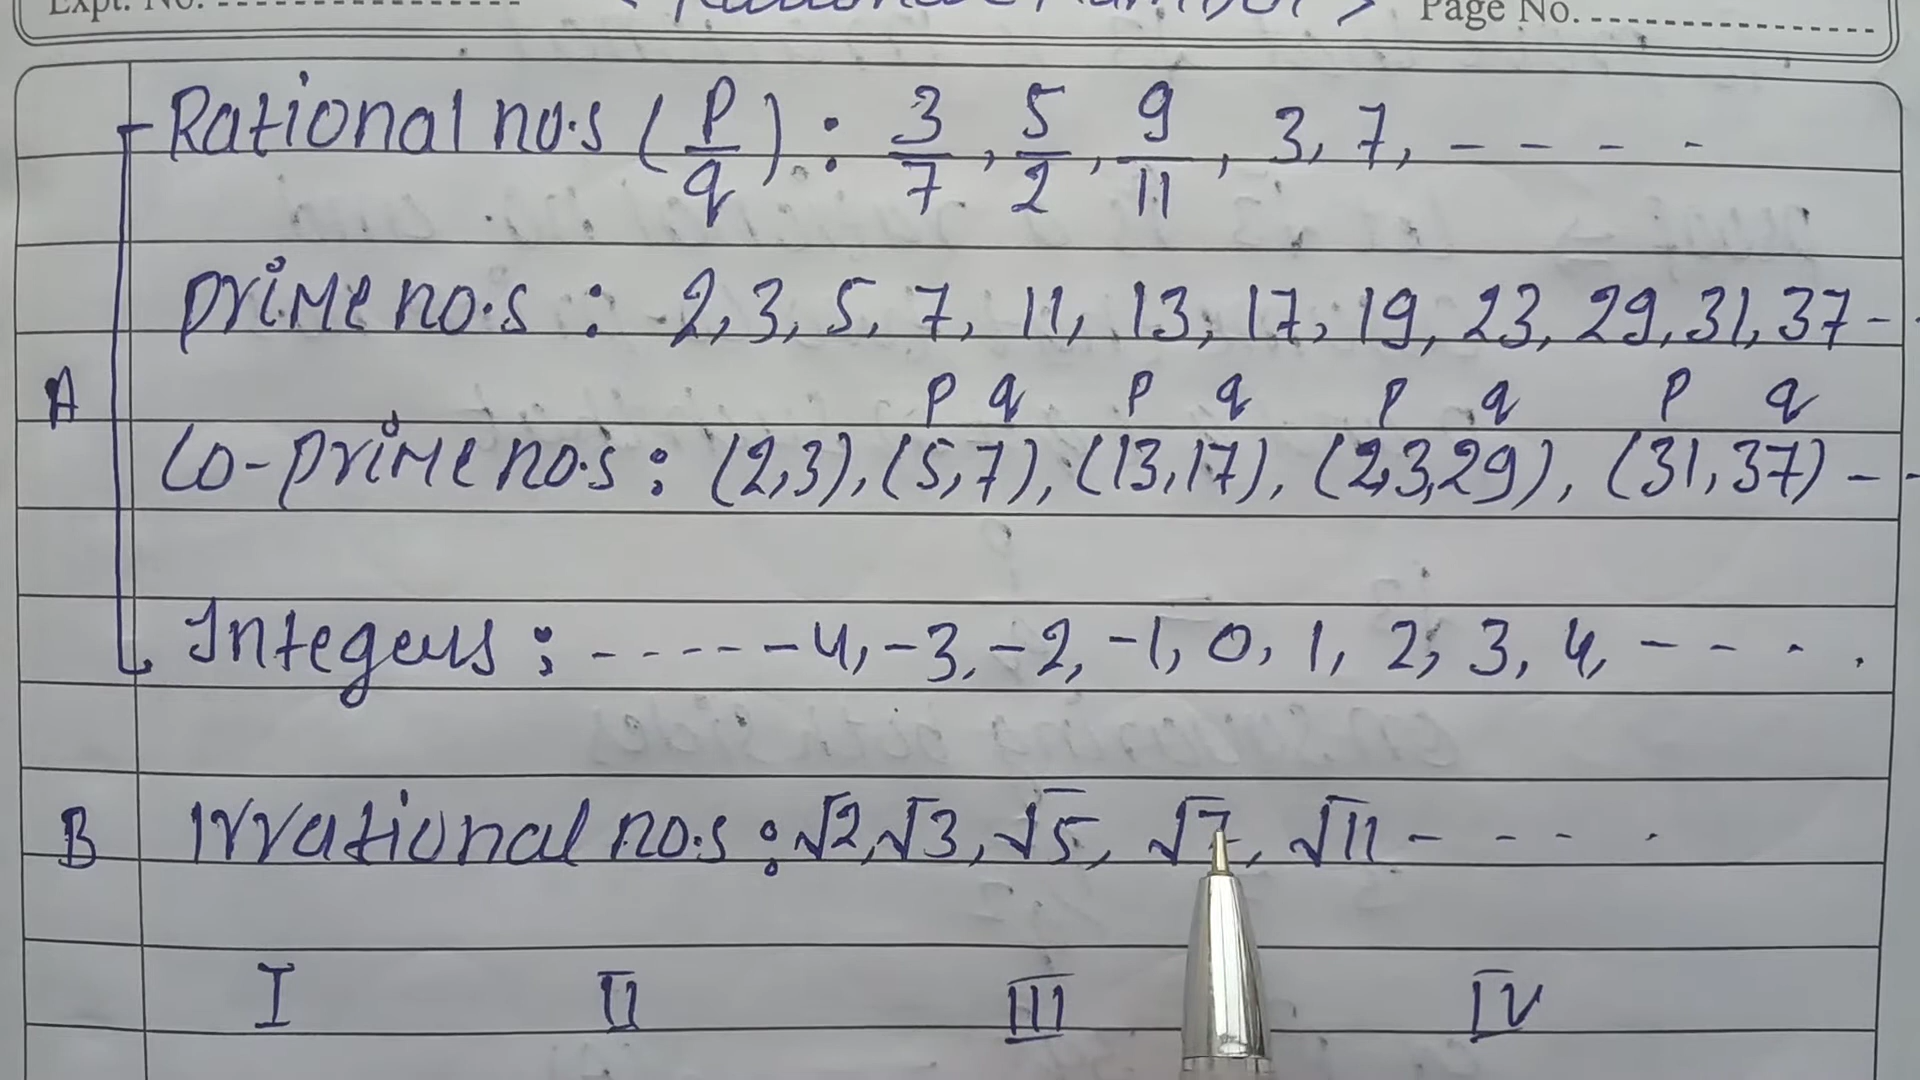 Expt. No. Page No.
Rational no.s (p/q) : 3/7, 5/2, 9/11, 3, 7, - - - -
Prime no.s : 2, 3, 5, 7, 11, 13, 17, 19, 23, 29, 31, 37 - -
P q P q P q P q
A
Co-prime no.s : (2,3), (5,7), (13,17), (2,3,29), (31,37) - -
Integers : - - - - - -4, -3, -2, -1, 0, 1, 2, 3, 4, - - - .
B Irrational no.s : √2, √3, √5, √7, √11 - - - -
I II III IV